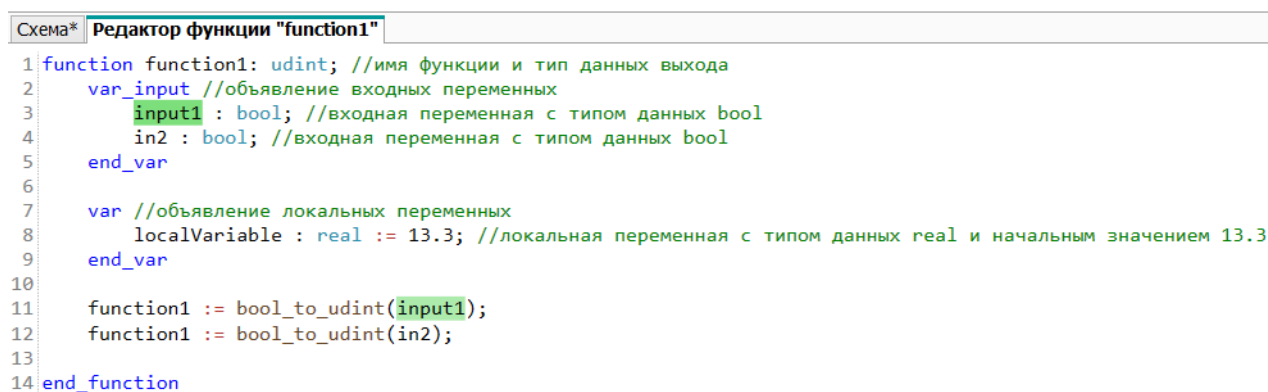 Схема* Редактор функции "function1"
1 function function1: udint; //имя функции и тип данных выхода
2 var_input //объявление входных переменных
3 input1 : bool; //входная переменная с типом данных bool
4 in2 : bool; //входная переменная с типом данных bool
5 end_var
6
7 var //объявление локальных переменных
8 localVariable : real := 13.3; //локальная переменная с типом данных real и начальным значением 13.3
9 end_var
10
11 function1 := bool_to_udint(input1);
12 function1 := bool_to_udint(in2);
13
14 end_function